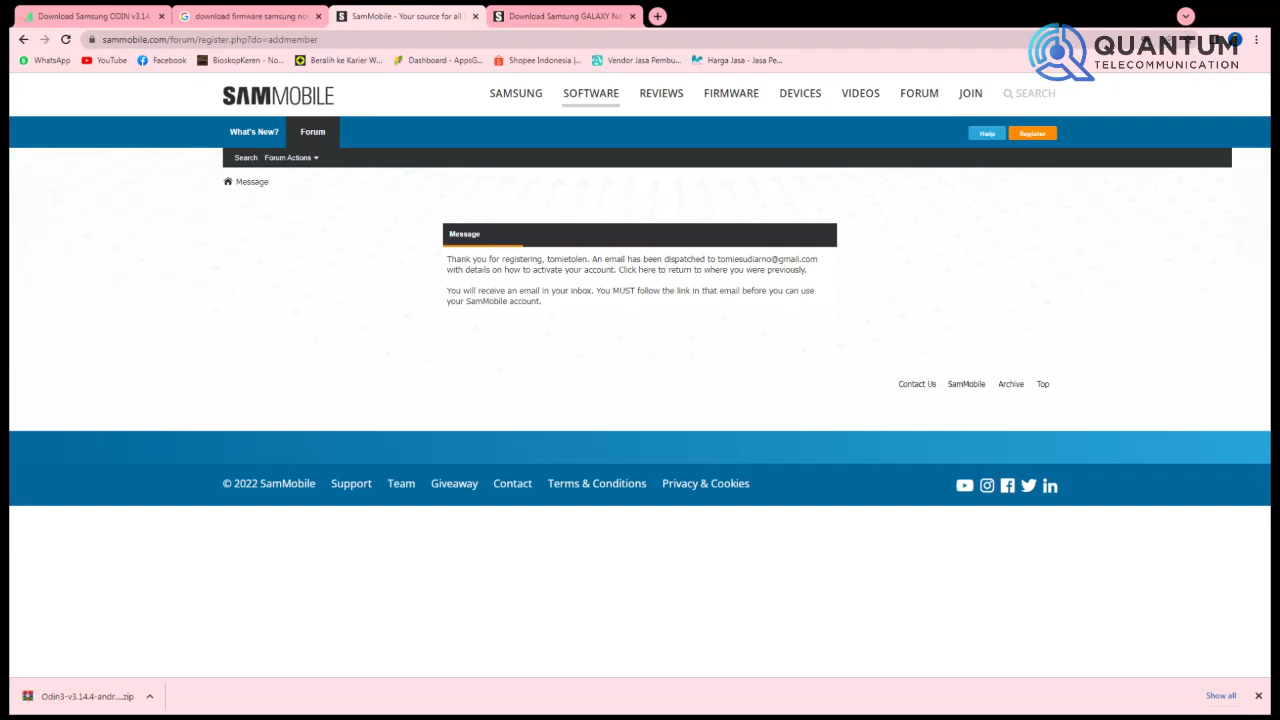 Download Samsung ODIN v3.14.
download firmware samsung no
SamMobile - Your source for all S
Download Samsung GALAXY No
sammobile.com/forum/register.php?do=addmember
WhatsApp
YouTube
Facebook
BioskopKeren - No...
Beralih ke Karier W...
Dashboard - AppsG...
Shopee Indonesia |...
Vendor Jasa Pembu...
Harga Jasa - Jasa Pe...
QUANTUM
TELECOMMUNICATION
SAMMOBILE
SAMSUNG
SOFTWARE
REVIEWS
FIRMWARE
DEVICES
VIDEOS
FORUM
JOIN
SEARCH
What's New?
Forum
Help
Register
Search
Forum Actions
Message
Message
Thank you for registering, tomietolen. An email has been dispatched to tomiesudiarno@gmail.com
with details on how to activate your account. Click here to return to where you were previously.
You will receive an email in your inbox. You MUST follow the link in that email before you can use
your SamMobile account.
Contact Us
SamMobile
Archive
Top
© 2022 SamMobile
Support
Team
Giveaway
Contact
Terms & Conditions
Privacy & Cookies
Odin3-v3.14.4-andr....zip
Show all